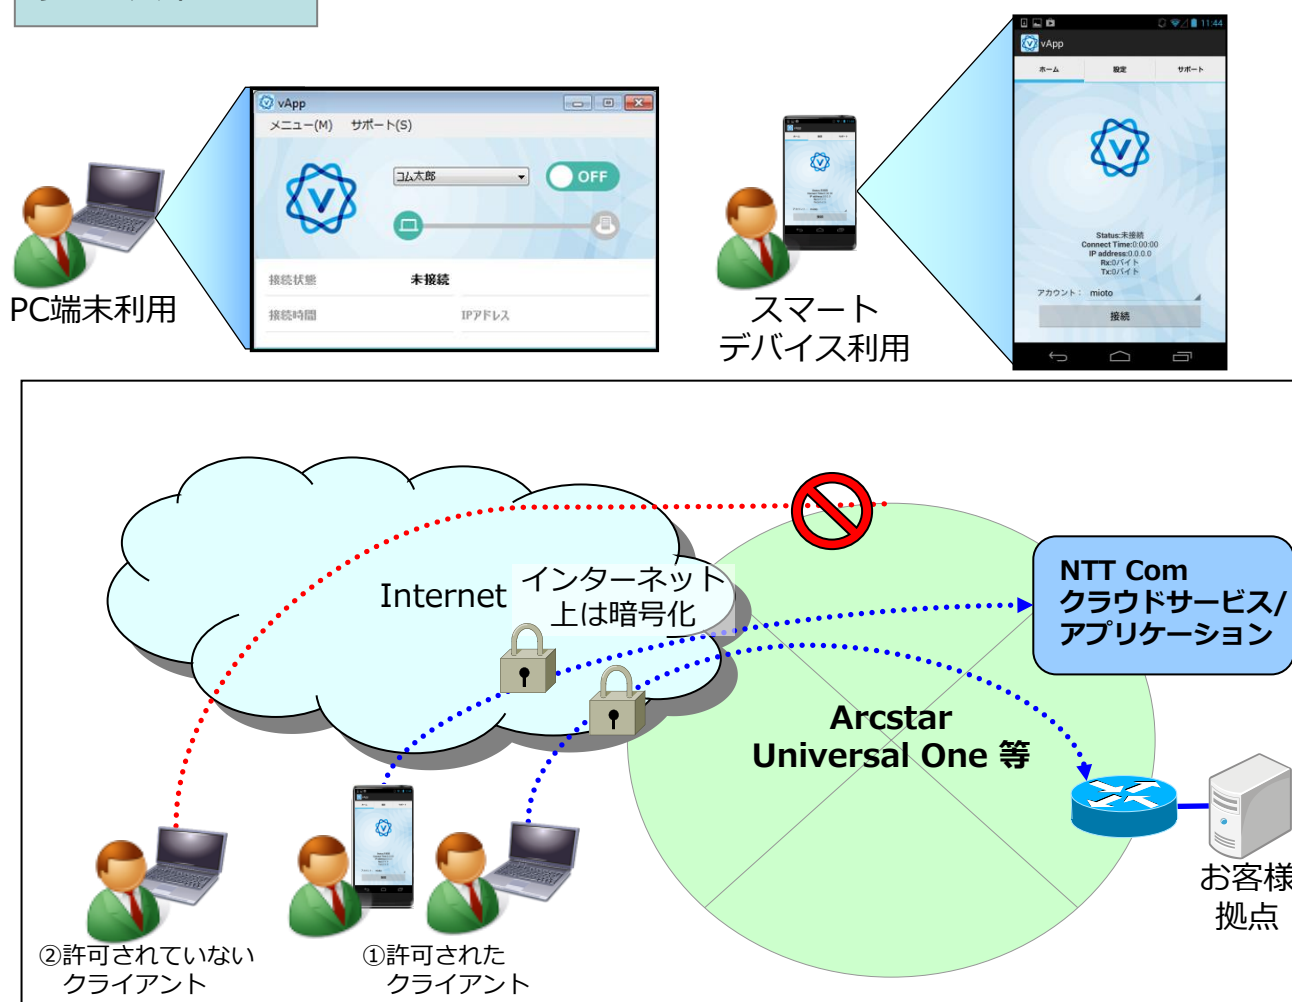 vApp
メニュー(M) サポート(S)
コム太郎
OFF
接続状態 未接続
接続時間 IPアドレス
PC端末利用
スマート
デバイス利用
11:44
vApp
ホーム 設定 サポート
Status:未接続
Connect Time:0:00:00
IP address:0.0.0.0
Rx:0バイト
Tx:0バイト
アカウント： mioto
接続
Internet
インターネット
上は暗号化
NTT Com
クラウドサービス/
アプリケーション
Arcstar
Universal One 等
お客様
拠点
②許可されていない
クライアント
①許可された
クライアント